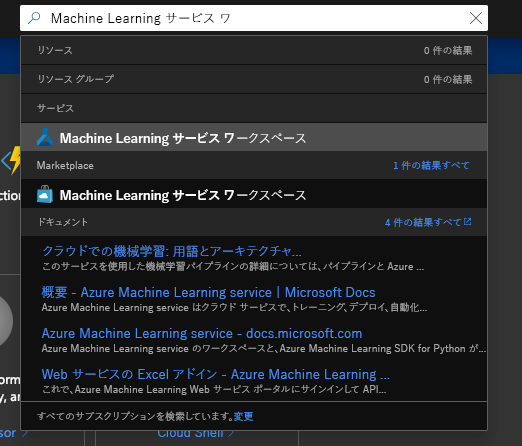 Machine Learning サービス ワ
リソース 0 件の結果
リソース グループ 0 件の結果
サービス
Machine Learning サービス ワークスペース
Marketplace 1 件の結果すべて
Machine Learning サービス ワークスペース
ドキュメント 4 件の結果すべて
クラウドでの機械学習: 用語とアーキテクチャ...
このサービスを使用した機械学習パイプラインの詳細については、パイプラインと Azure ...
概要 - Azure Machine Learning service | Microsoft Docs
Azure Machine Learning service はクラウド サービスで、トレーニング、デプロイ、自動化...
Azure Machine Learning service - docs.microsoft.com
Azure Machine Learning service のワークスペースと、Azure Machine Learning SDK for Python が...
Web サービスの Excel アドイン - Azure Machine Learning ...
これで、Azure Machine Learning Web サービス ポータルにサインインして API...
すべてのサブスクリプションを検索しています。変更
Cloud Shell